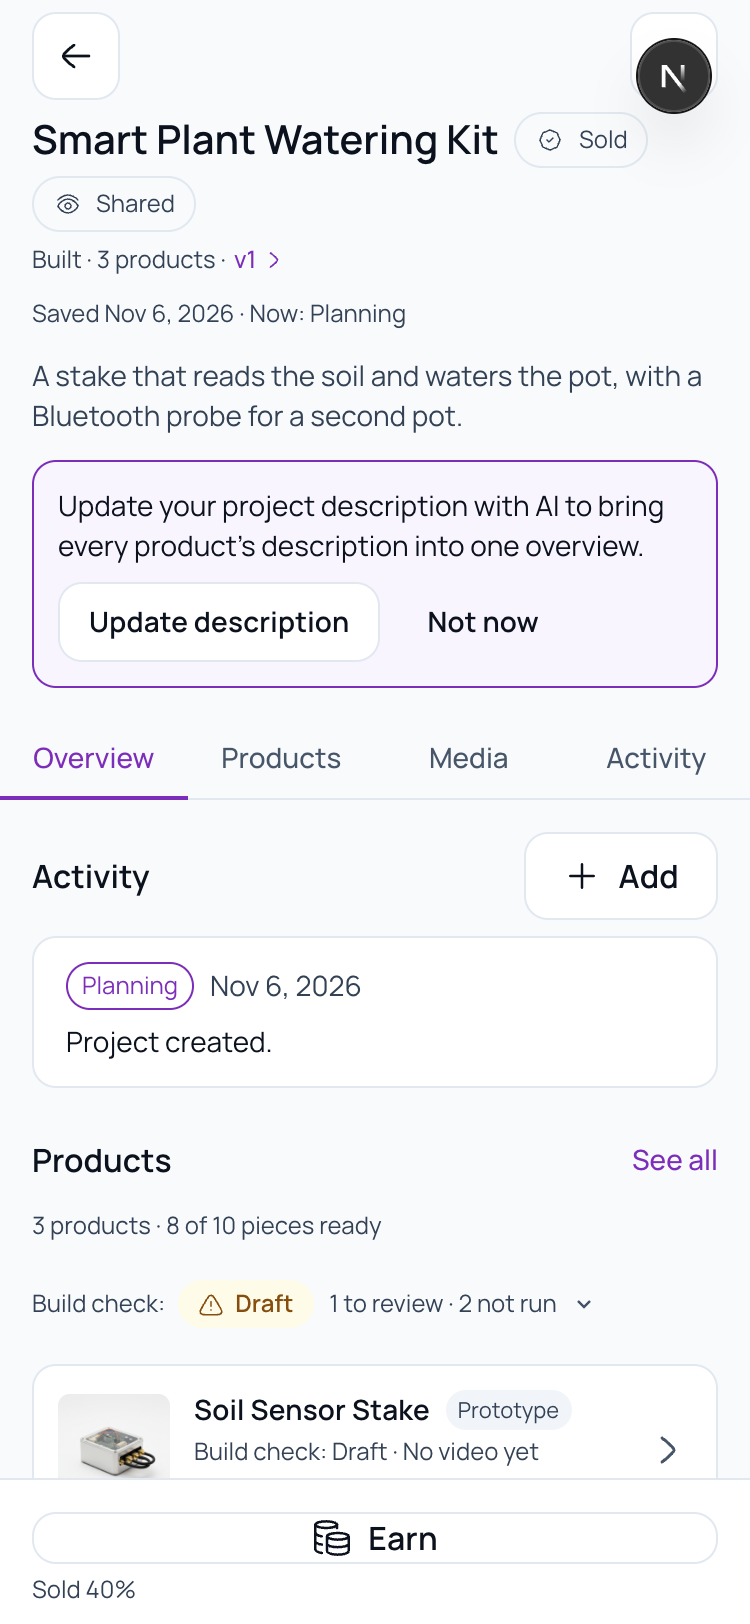 N
Smart Plant Watering Kit
Sold
Shared
Built · 3 products · v1
Saved Nov 6, 2026 · Now: Planning
A stake that reads the soil and waters the pot, with a
Bluetooth probe for a second pot.
Update your project description with AI to bring
every product’s description into one overview.
Update description
Not now
Overview
Products
Media
Activity
Activity
Add
Planning
Nov 6, 2026
Project created.
Products
See all
3 products · 8 of 10 pieces ready
Build check:
Draft
1 to review · 2 not run
Soil Sensor Stake
Prototype
Build check: Draft · No video yet
Earn
Sold 40%